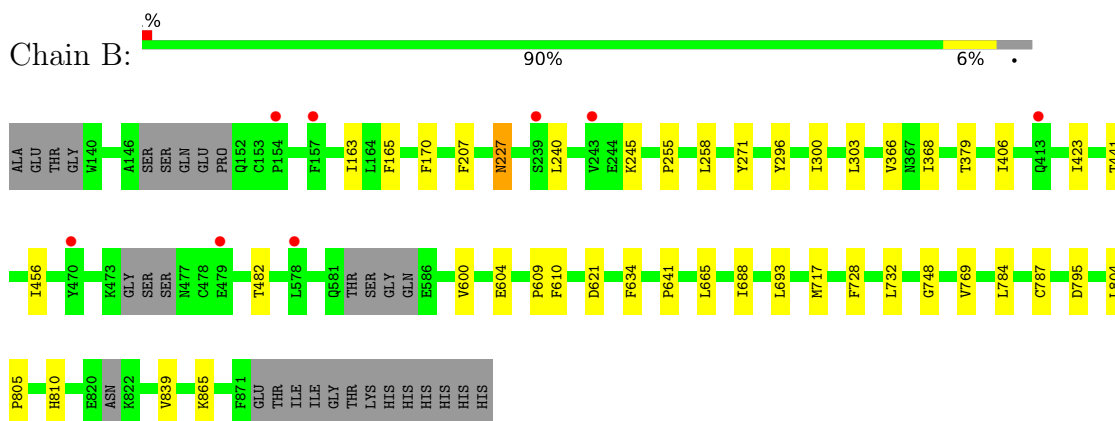 .%
Chain B:
90% 6% •
ALA GLU THR GLY W140 A146 SER SER GLN GLU PRO Q152 C153 P154 F157 I163 L164 F165 F170 F207 N227 S239 L240 V243 E244 K245 P255 L258 Y271 Y296 I300 L303 V366 N367 I368 T379 I406 Q413 I423 T441
I456 Y470 K473 GLY SER SER N477 C478 E479 T482 L578 Q581 THR SER GLY GLN E586 V600 E604 P609 F610 D621 F634 P641 L665 I688 L693 M717 F728 L732 G748 V769 L784 C787 D795 L804
P805 H810 E820 ASN K822 V839 K865 F871 GLU THR ILE ILE GLY THR LYS HIS HIS HIS HIS HIS HIS